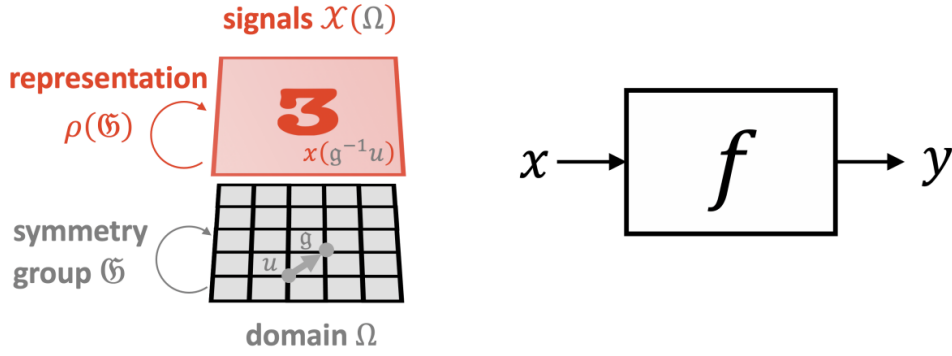 signals 𝒳(Ω)
representation
ρ(𝔊)
3
x(𝔤⁻¹u)
symmetry
group 𝔊
𝔤
u
domain Ω
x
f
y